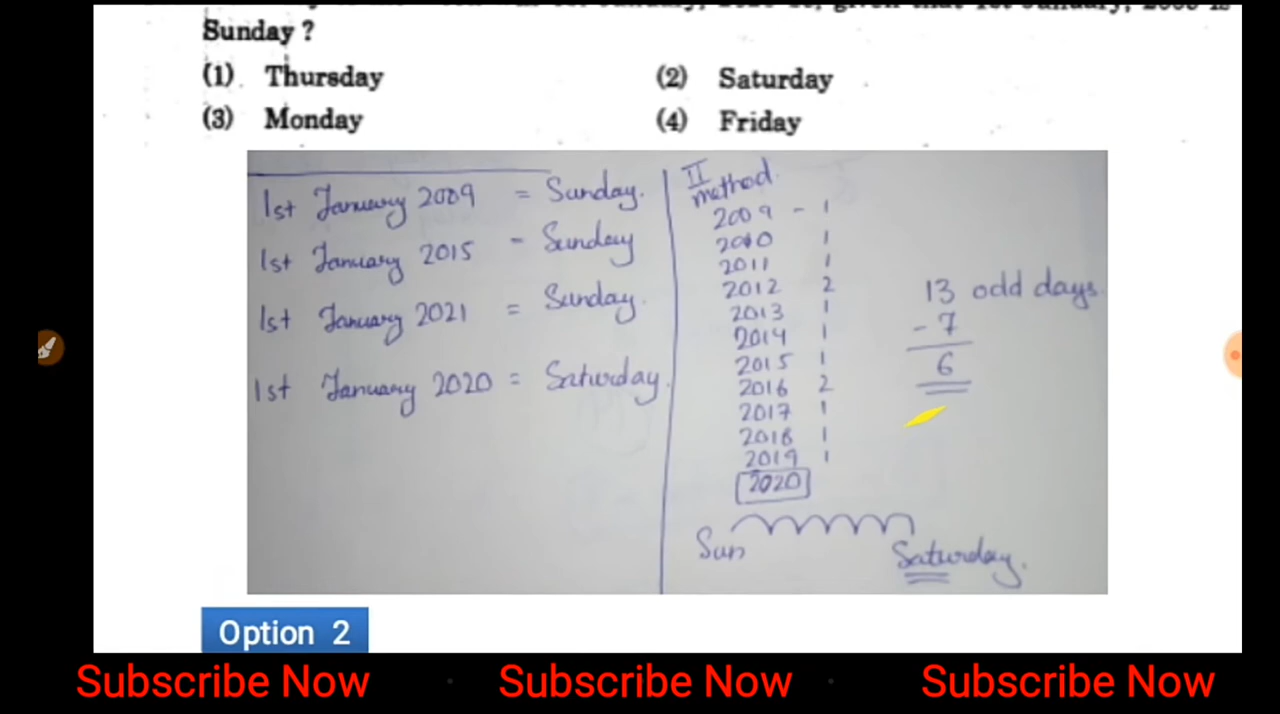 Sunday ?
(1) Thursday
(2) Saturday
(3) Monday
(4) Friday
1st January 2009 = Sunday.
1st January 2015 - Sunday
1st January 2021 = Sunday.
1st January 2020 = Saturday.
II
method.
2009 - 1
2010 1
2011 1
2012 2
2013 1
2014 1
2015 1
2016 2
2017 1
2018 1
2019 1
2020
13 odd days.
- 7
6
Sun
Saturday.
Option 2
Subscribe Now
Subscribe Now
Subscribe Now